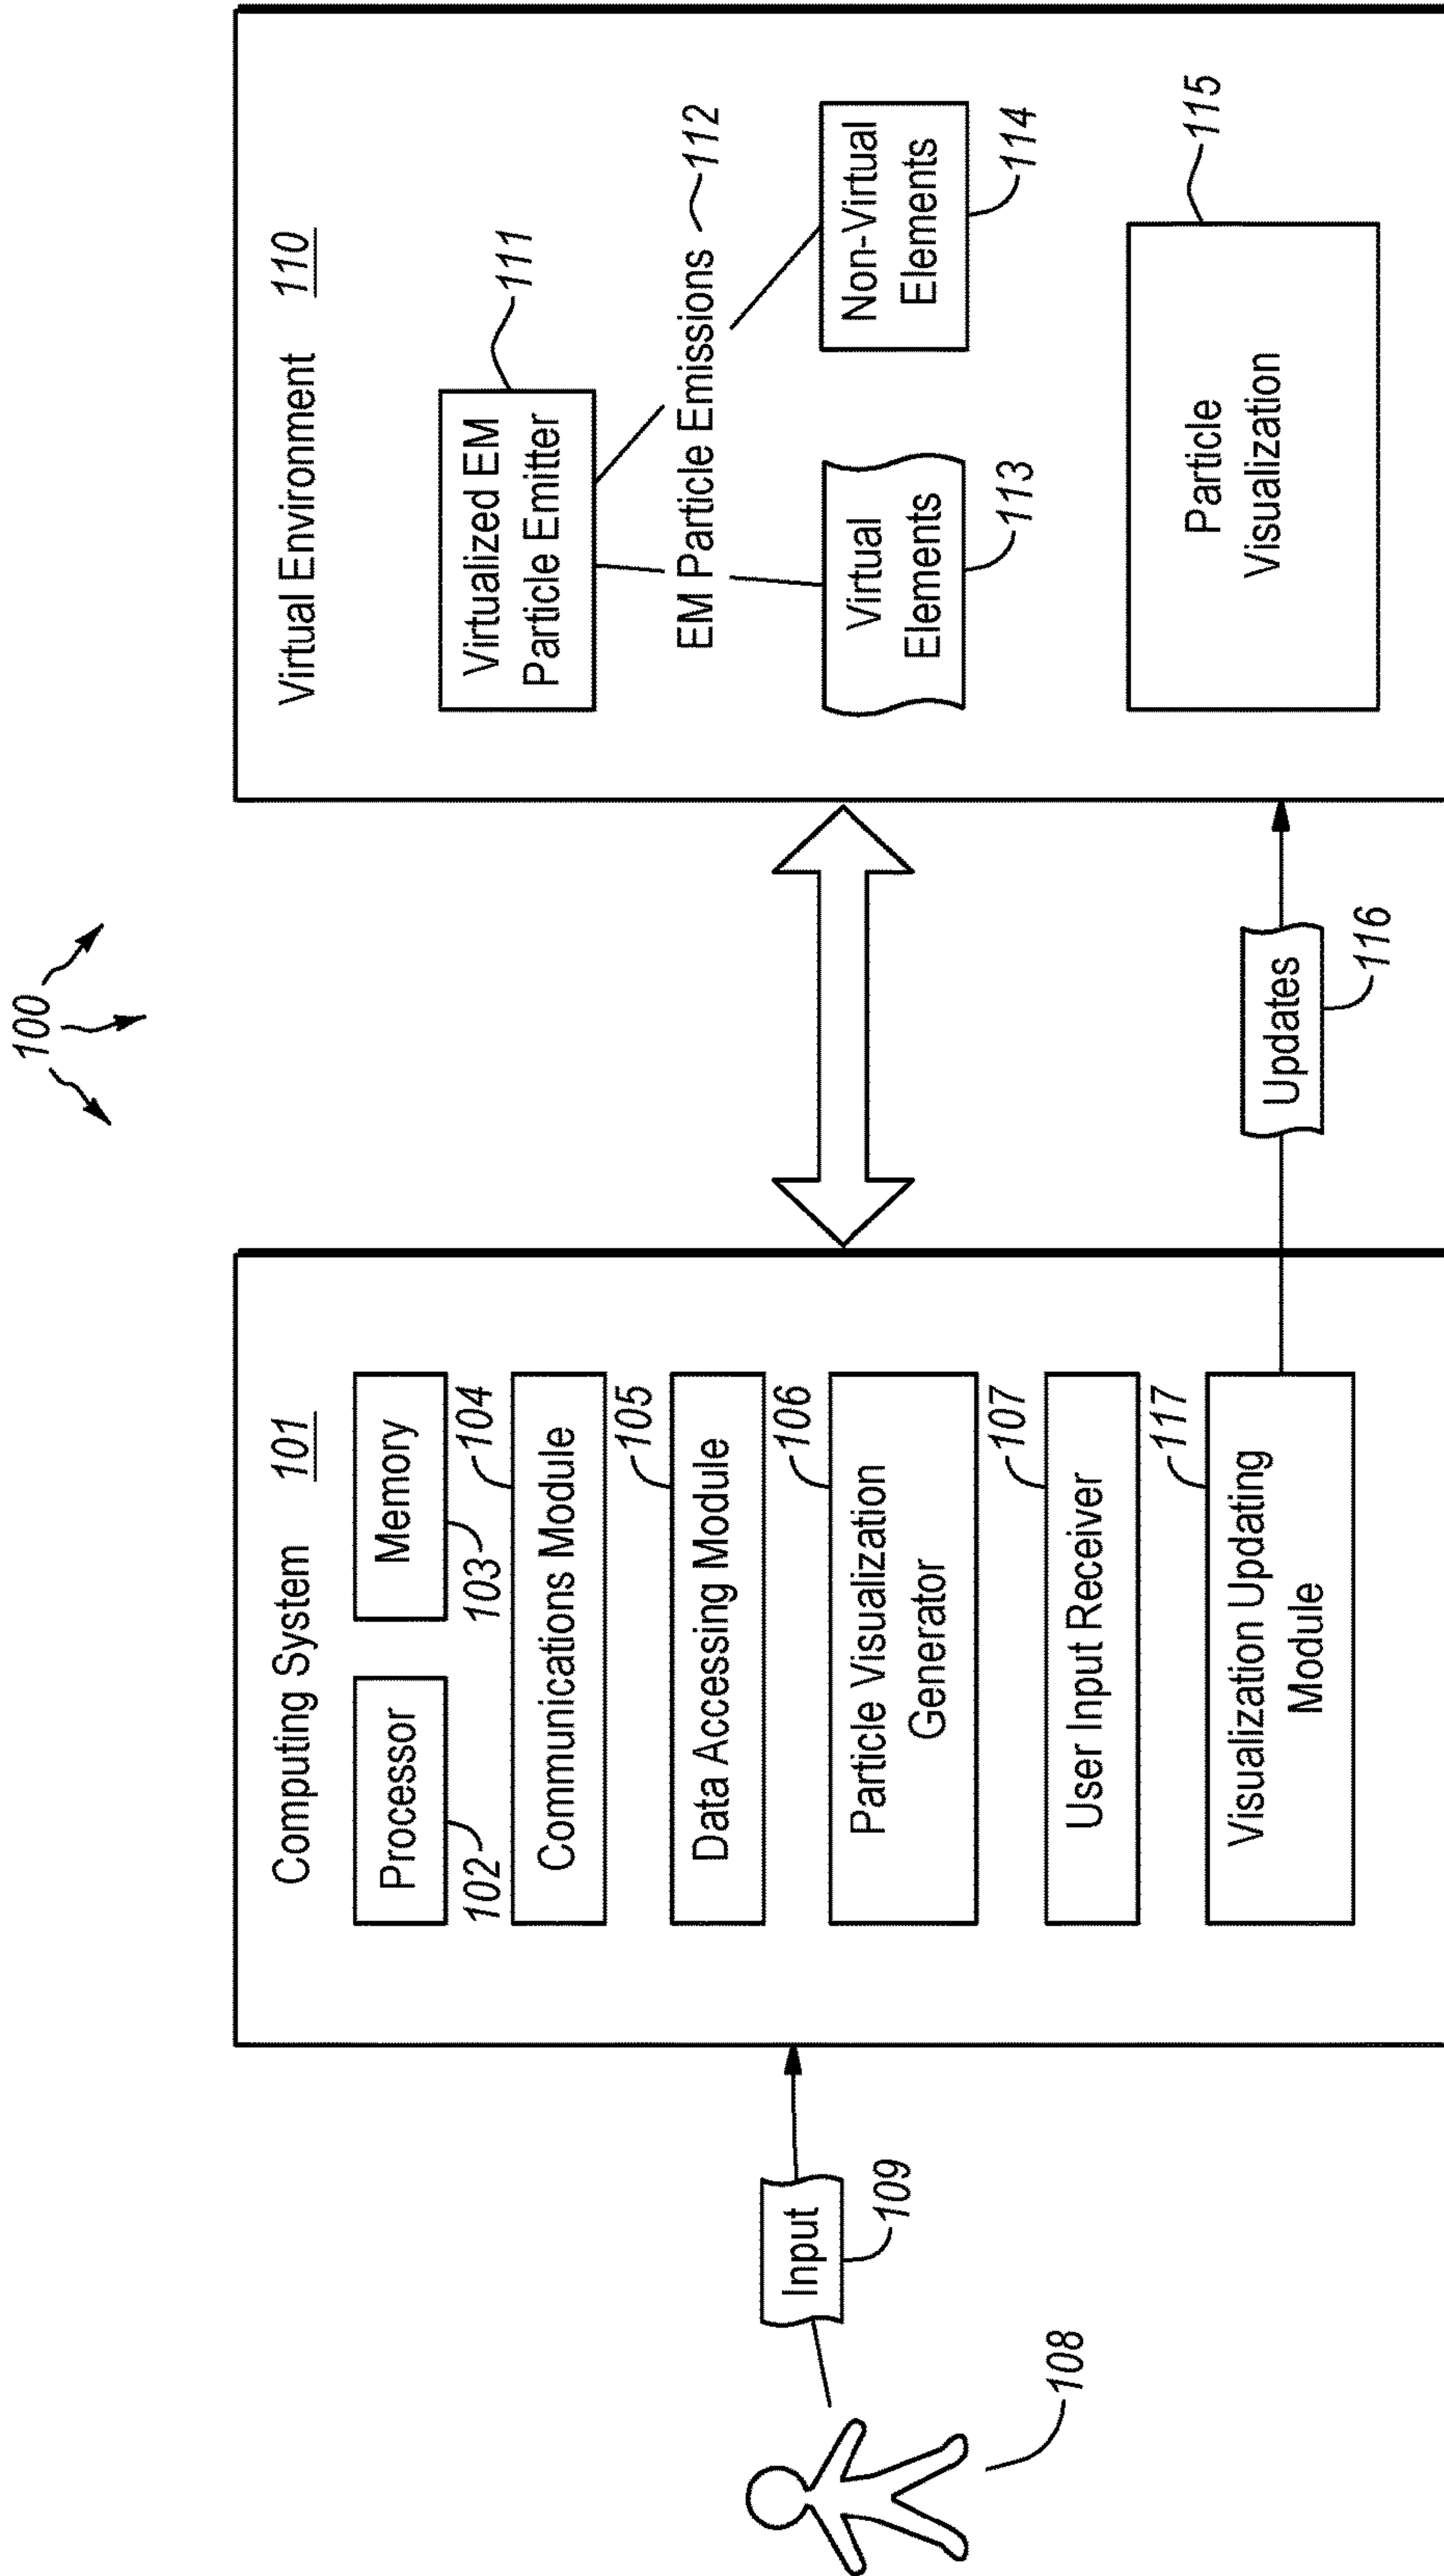 100
Computing System 101
Processor
102
Memory
103
Communications Module
104
Data Accessing Module
105
Particle Visualization
Generator
106
User Input Receiver
107
Visualization Updating
Module
117
108
Input
109
Updates
116
Virtual Environment 110
Virtualized EM
Particle Emitter
111
EM Particle Emissions 112
Virtual
Elements
113
Non-Virtual
Elements
114
Particle
Visualization
115